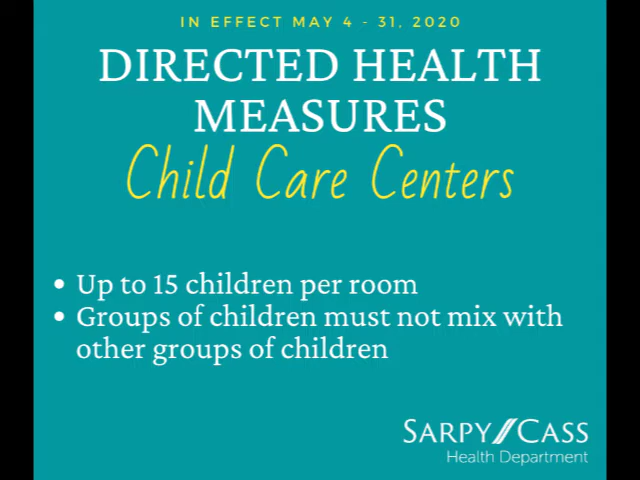 IN EFFECT MAY 4 - 31, 2020
DIRECTED HEALTH
MEASURES
Child Care Centers
• Up to 15 children per room
• Groups of children must not mix with
other groups of children
SARPY//CASS
Health Department